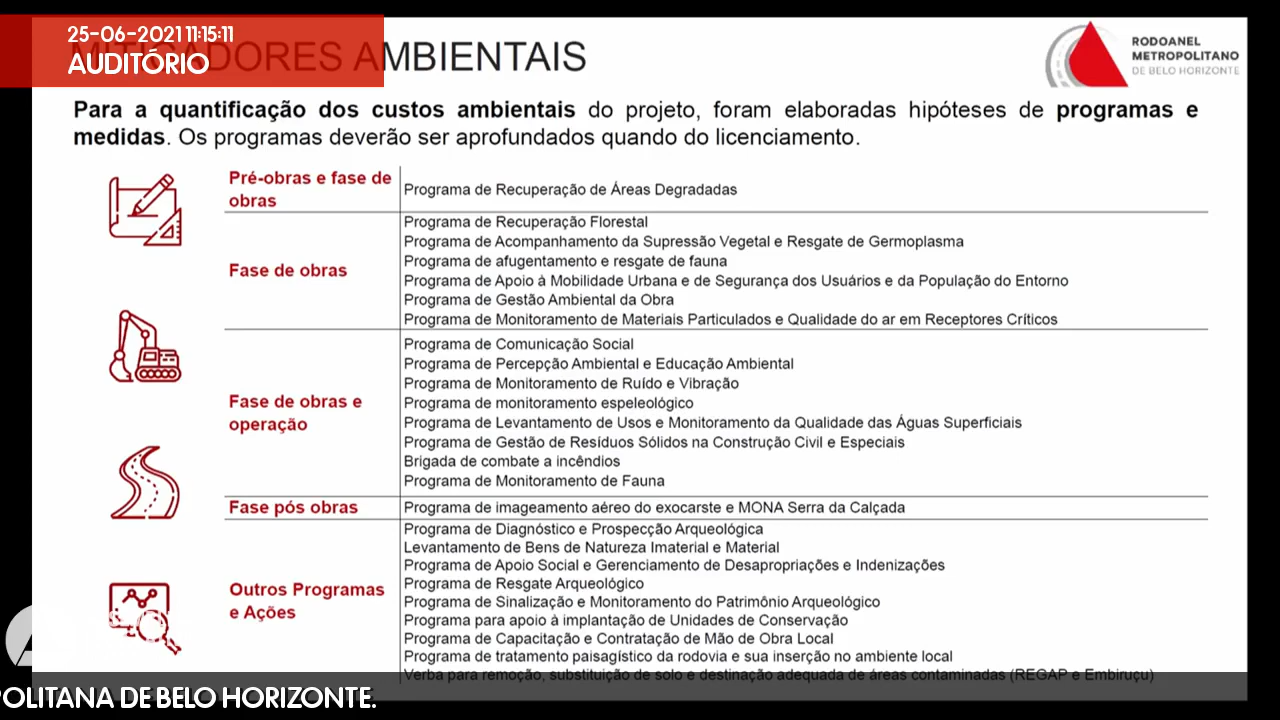 25-06-2021 11:15:11
AUDITÓRIO
MITIGADORES AMBIENTAIS
RODOANEL
METROPOLITANO
DE BELO HORIZONTE
Para a quantificação dos custos ambientais do projeto, foram elaboradas hipóteses de programas e
medidas. Os programas deverão ser aprofundados quando do licenciamento.
Pré-obras e fase de
obras
Programa de Recuperação de Áreas Degradadas
Fase de obras
Programa de Recuperação Florestal
Programa de Acompanhamento da Supressão Vegetal e Resgate de Germoplasma
Programa de afugentamento e resgate de fauna
Programa de Apoio à Mobilidade Urbana e de Segurança dos Usuários e da População do Entorno
Programa de Gestão Ambiental da Obra
Programa de Monitoramento de Materiais Particulados e Qualidade do ar em Receptores Críticos
Fase de obras e
operação
Programa de Comunicação Social
Programa de Percepção Ambiental e Educação Ambiental
Programa de Monitoramento de Ruído e Vibração
Programa de monitoramento espeleológico
Programa de Levantamento de Usos e Monitoramento da Qualidade das Águas Superficiais
Programa de Gestão de Resíduos Sólidos na Construção Civil e Especiais
Brigada de combate a incêndios
Programa de Monitoramento de Fauna
Fase pós obras
Programa de imageamento aéreo do exocarste e MONA Serra da Calçada
Outros Programas
e Ações
Programa de Diagnóstico e Prospecção Arqueológica
Levantamento de Bens de Natureza Imaterial e Material
Programa de Apoio Social e Gerenciamento de Desapropriações e Indenizações
Programa de Resgate Arqueológico
Programa de Sinalização e Monitoramento do Patrimônio Arqueológico
Programa para apoio à implantação de Unidades de Conservação
Programa de Capacitação e Contratação de Mão de Obra Local
Programa de tratamento paisagístico da rodovia e sua inserção no ambiente local
Verba para remoção, substituição de solo e destinação adequada de áreas contaminadas (REGAP e Embiruçu)
POLITANA DE BELO HORIZONTE.